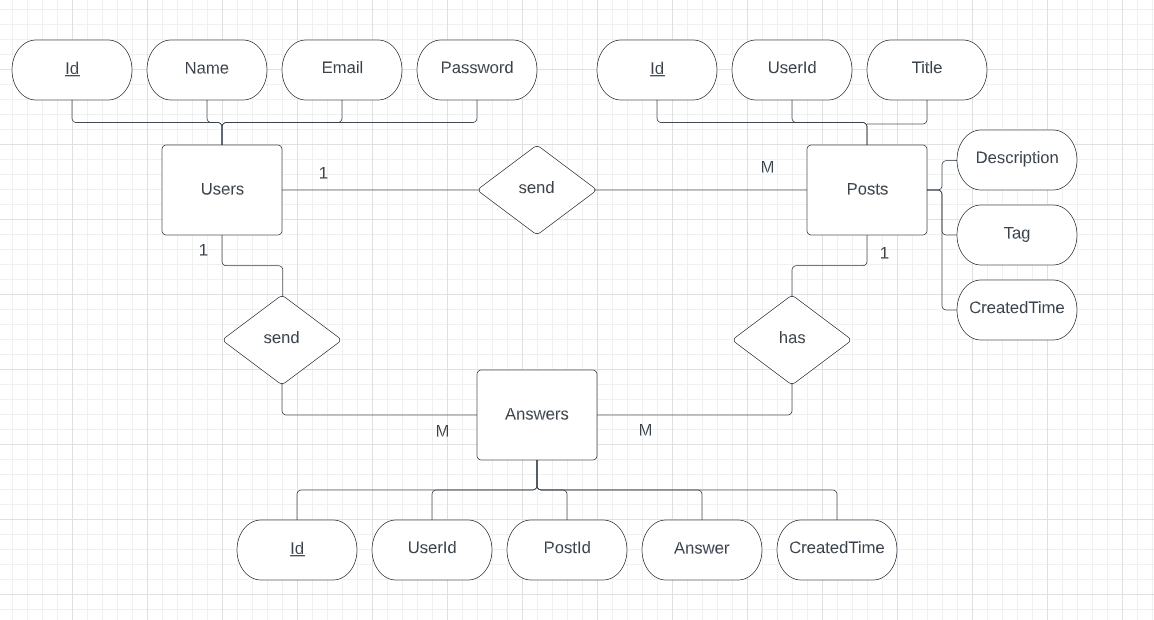 Id
Name
Email
Password
Id
UserId
Title
Description
Tag
CreatedTime
Users
1
send
M
Posts
1
1
send
has
Answers
M
M
Id
UserId
PostId
Answer
CreatedTime